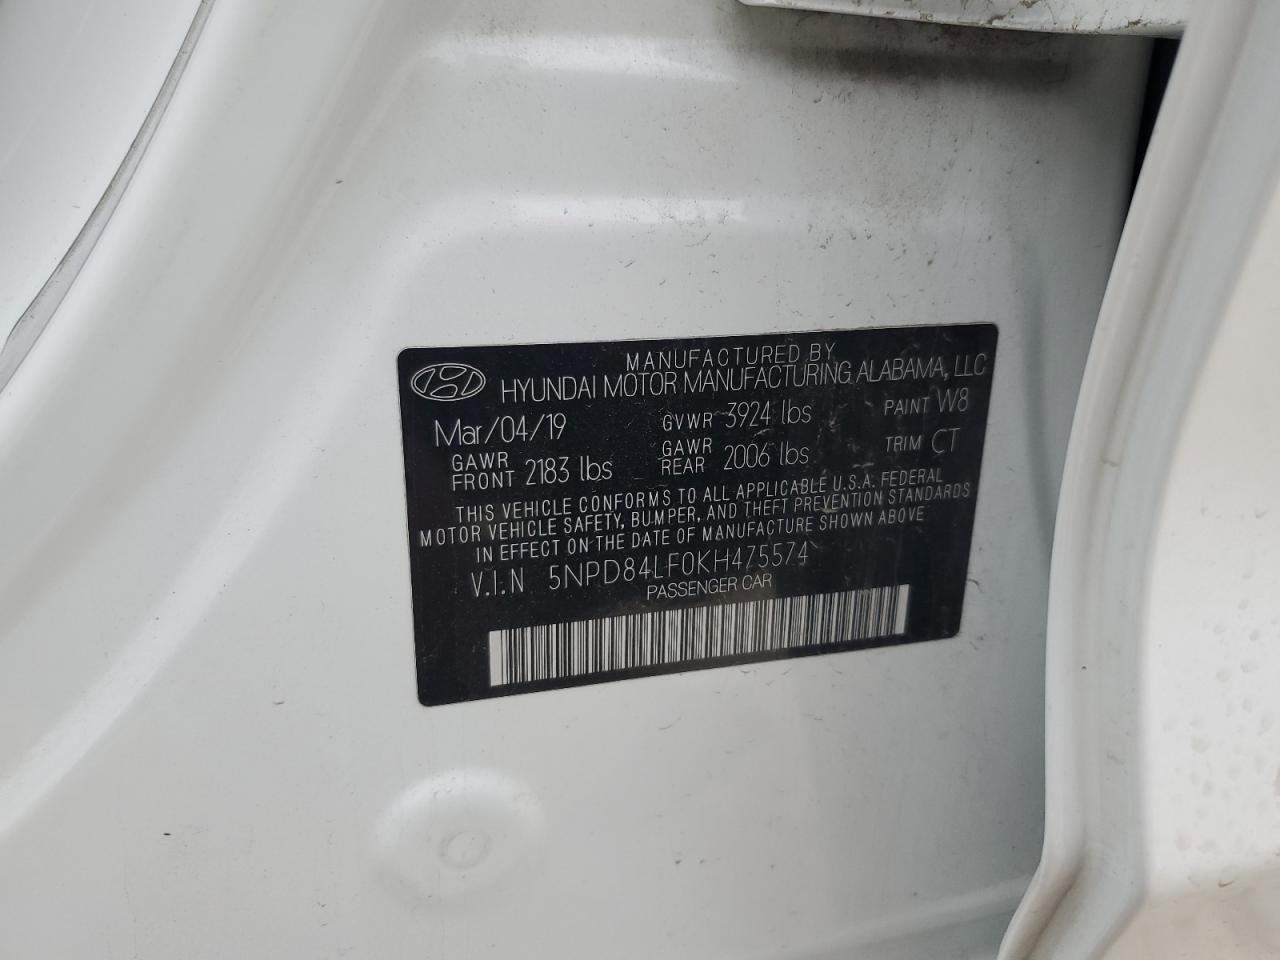 MANUFACTURED BY
HYUNDAI MOTOR MANUFACTURING ALABAMA, LLC
Mar/04/19 GVWR 3924 lbs PAINT W8
GAWR FRONT 2183 lbs GAWR REAR 2006 lbs TRIM CT
THIS VEHICLE CONFORMS TO ALL APPLICABLE U.S.A. FEDERAL
MOTOR VEHICLE SAFETY, BUMPER, AND THEFT PREVENTION STANDARDS
IN EFFECT ON THE DATE OF MANUFACTURE SHOWN ABOVE
V.I.N 5NPD84LF0KH475574
PASSENGER CAR